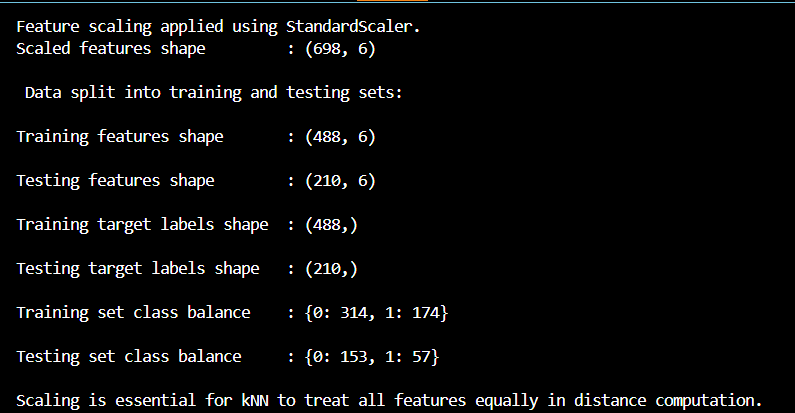 Feature scaling applied using StandardScaler.
Scaled features shape         : (698, 6)
 Data split into training and testing sets:
Training features shape       : (488, 6)
Testing features shape        : (210, 6)
Training target labels shape  : (488,)
Testing target labels shape   : (210,)
Training set class balance    : {0: 314, 1: 174}
Testing set class balance     : {0: 153, 1: 57}
Scaling is essential for kNN to treat all features equally in distance computation.